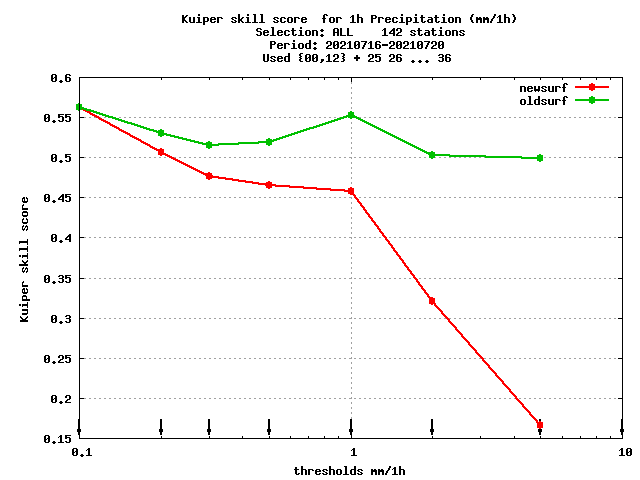 Kuiper skill score  for 1h Precipitation (mm/1h)
Selection: ALL    142 stations
Period: 20210716-20210720
Used {00,12} + 25 26 ... 36
newsurf
oldsurf
0.6
0.55
0.5
0.45
0.4
0.35
0.3
0.25
0.2
0.15
Kuiper skill score
0.1
1
10
thresholds mm/1h